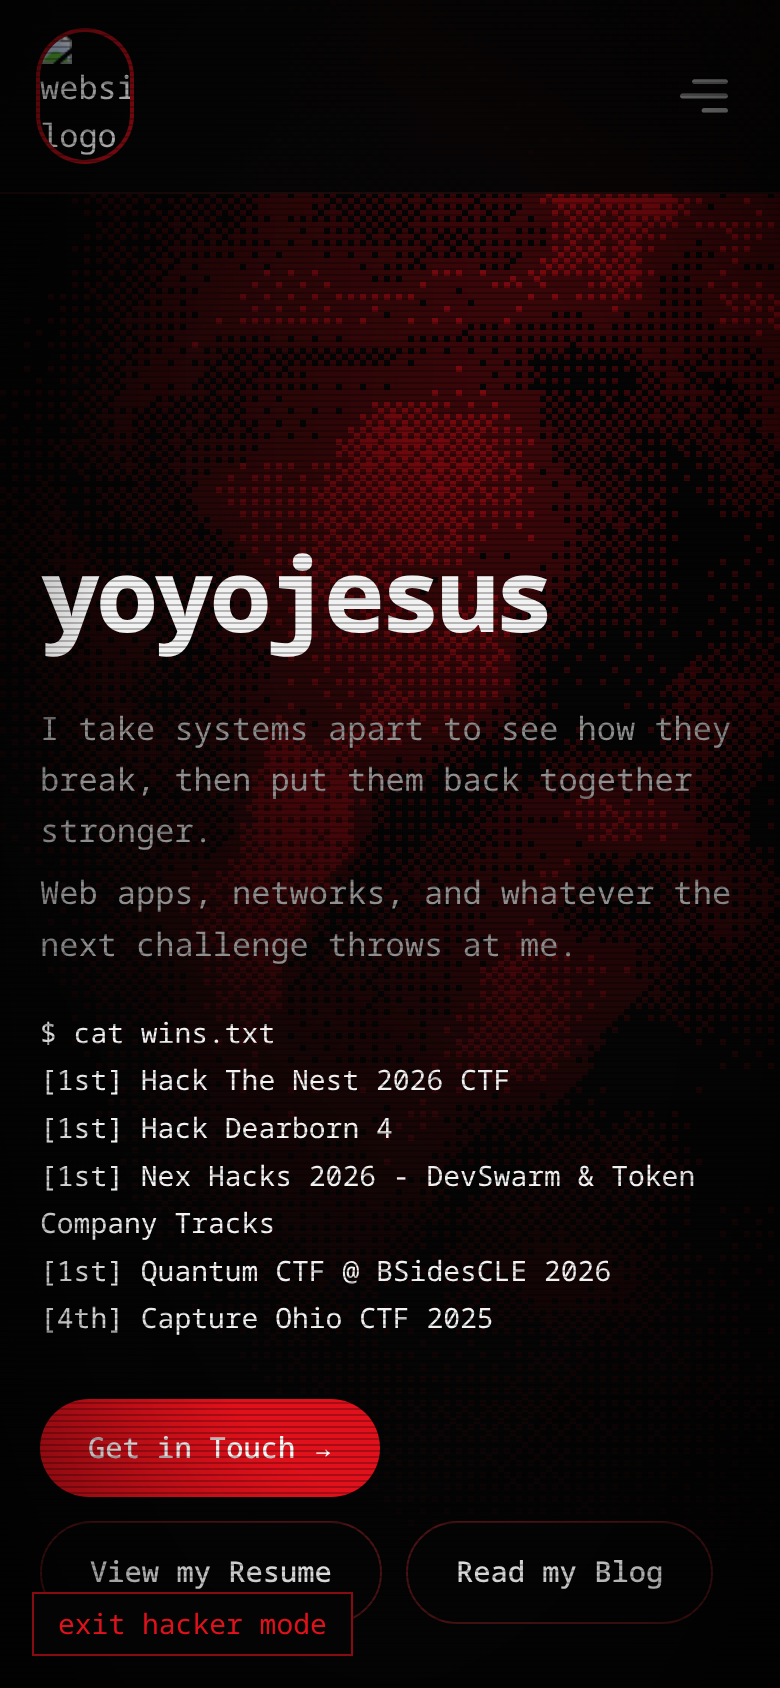 websi
logo
yoyojesus
I take systems apart to see how they
break, then put them back together
stronger.
Web apps, networks, and whatever the
next challenge throws at me.
$ cat wins.txt
[1st] Hack The Nest 2026 CTF
[1st] Hack Dearborn 4
[1st] Nex Hacks 2026 - DevSwarm & Token
Company Tracks
[1st] Quantum CTF @ BSidesCLE 2026
[4th] Capture Ohio CTF 2025
Get in Touch →
View my Resume
Read my Blog
exit hacker mode